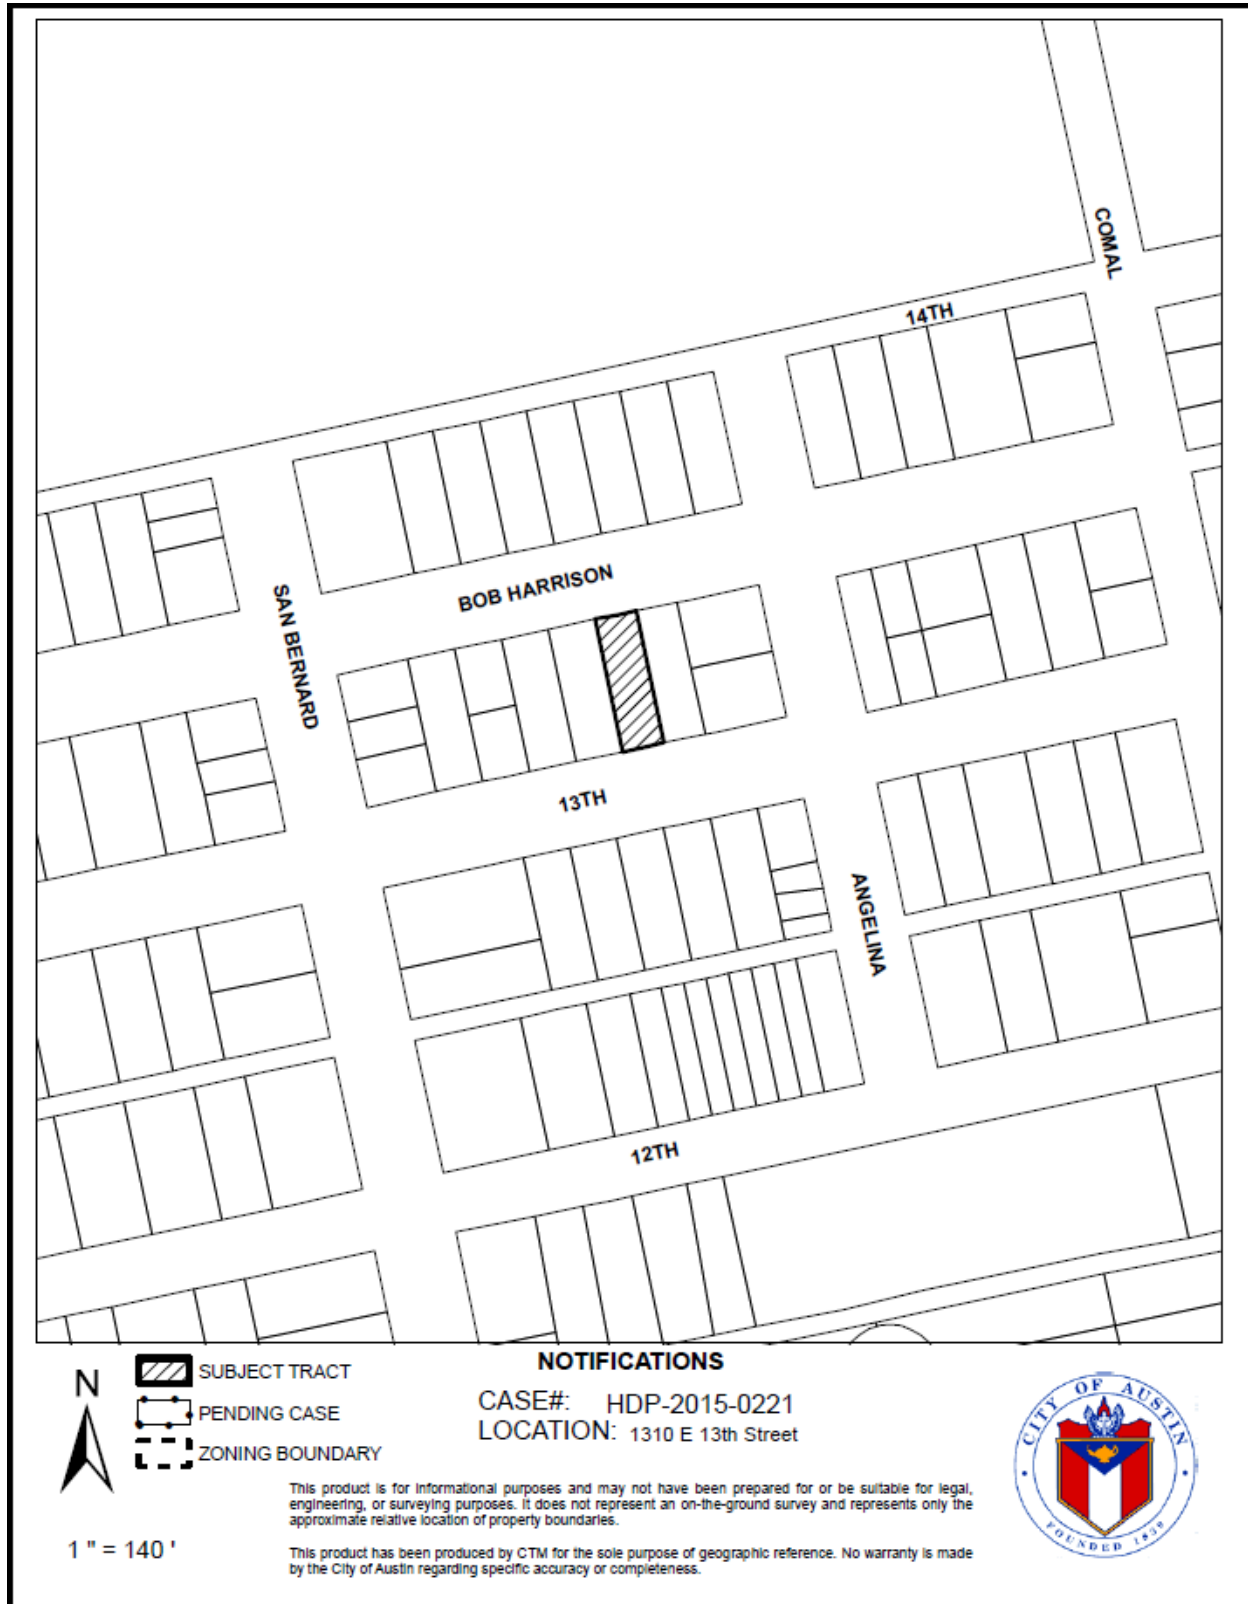 COMAL
14TH
BOB HARRISON
SAN BERNARD
13TH
ANGELINA
12TH
N
SUBJECT TRACT
PENDING CASE
ZONING BOUNDARY
1 " = 140 '
NOTIFICATIONS
CASE#: HDP-2015-0221
LOCATION: 1310 E 13th Street
This product is for informational purposes and may not have been prepared for or be suitable for legal,
engineering, or surveying purposes. It does not represent an on-the-ground survey and represents only the
approximate relative location of property boundaries.
This product has been produced by CTM for the sole purpose of geographic reference. No warranty is made
by the City of Austin regarding specific accuracy or completeness.
CITY OF AUSTIN
FOUNDED 1839